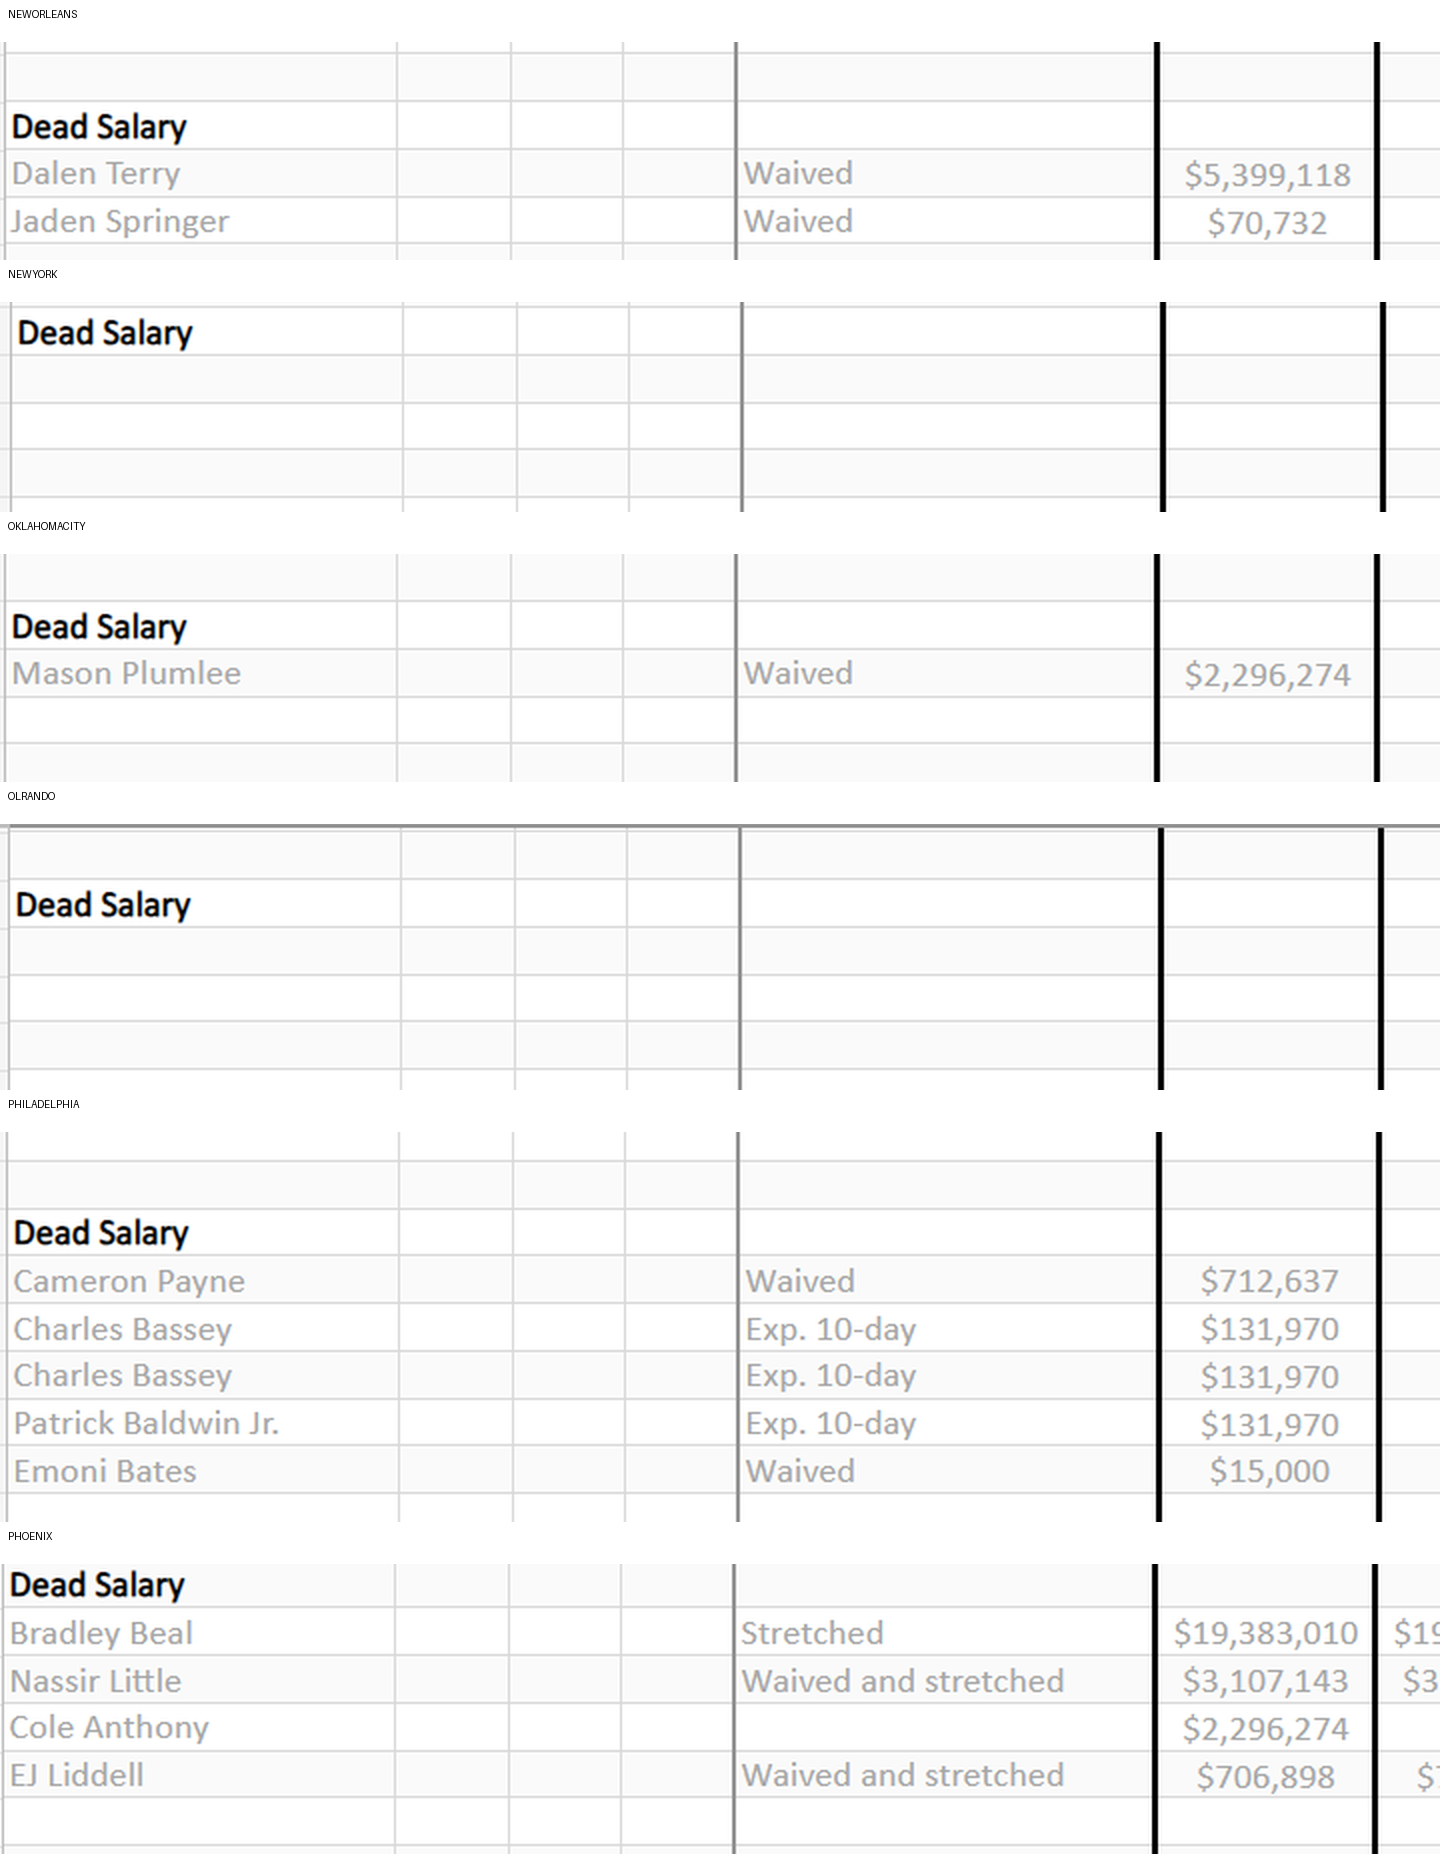 NEWORLEANS
Dead Salary
Dalen Terry Waived $5,399,118
Jaden Springer Waived $70,732
NEWYORK
Dead Salary
OKLAHOMACITY
Dead Salary
Mason Plumlee Waived $2,296,274
OLRANDO
Dead Salary
PHILADELPHIA
Dead Salary
Cameron Payne Waived $712,637
Charles Bassey Exp. 10-day $131,970
Charles Bassey Exp. 10-day $131,970
Patrick Baldwin Jr. Exp. 10-day $131,970
Emoni Bates Waived $15,000
PHOENIX
Dead Salary
Bradley Beal Stretched $19,383,010 $19
Nassir Little Waived and stretched $3,107,143 $3
Cole Anthony $2,296,274
EJ Liddell Waived and stretched $706,898 $